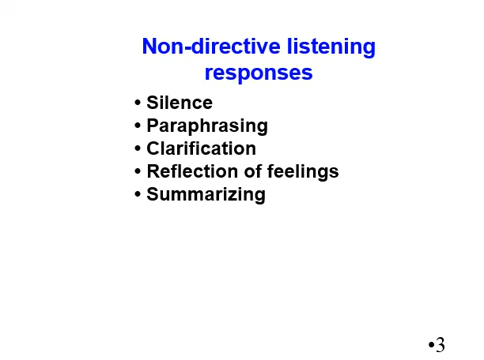 Non-directive listening
responses
• Silence
• Paraphrasing
• Clarification
• Reflection of feelings
• Summarizing
•3